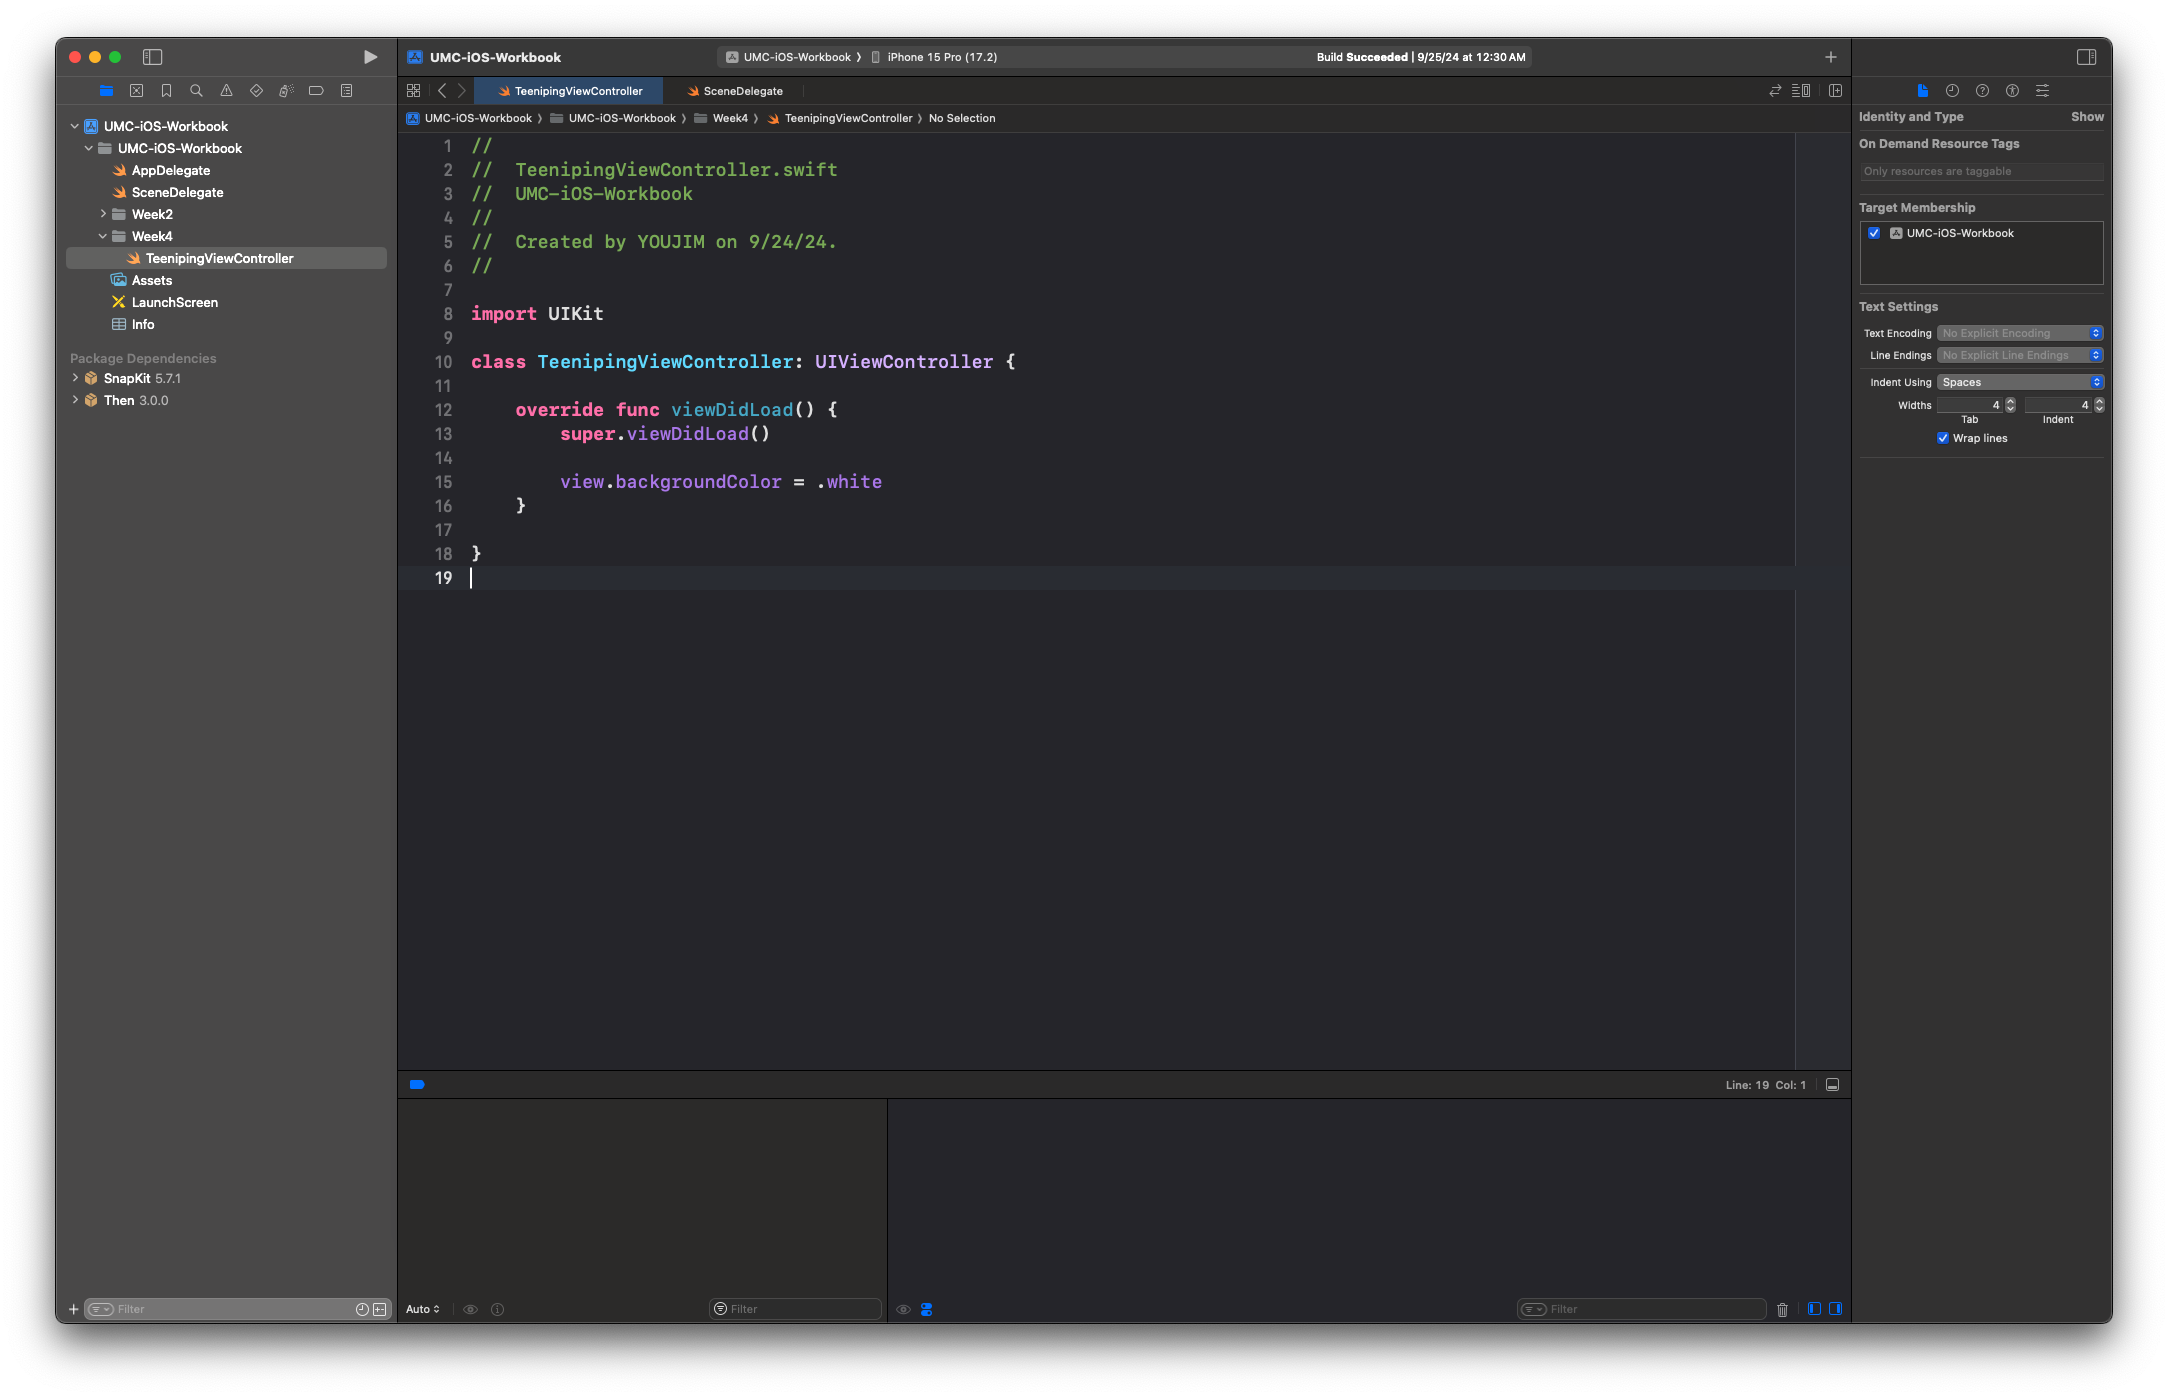 UMC-iOS-Workbook
UMC-iOS-Workbook
iPhone 15 Pro (17.2)
Build Succeeded | 9/25/24 at 12:30 AM
TeenipingViewController
SceneDelegate
UMC-iOS-Workbook
UMC-iOS-Workbook
AppDelegate
SceneDelegate
Week2
Week4
TeenipingViewController
Assets
LaunchScreen
Info
Package Dependencies
SnapKit 5.7.1
Then 3.0.0
Filter
UMC-iOS-Workbook 〉 UMC-iOS-Workbook 〉 Week4 〉 TeenipingViewController 〉 No Selection
1 //
2 //  TeenipingViewController.swift
3 //  UMC-iOS-Workbook
4 //
5 //  Created by YOUJIM on 9/24/24.
6 //
7
8 import UIKit
9
10 class TeenipingViewController: UIViewController {
11
12     override func viewDidLoad() {
13         super.viewDidLoad()
14
15         view.backgroundColor = .white
16     }
17
18 }
19
Line: 19  Col: 1
Auto
Filter
Filter
Identity and Type
Show
On Demand Resource Tags
Only resources are taggable
Target Membership
UMC-iOS-Workbook
Text Settings
Text Encoding No Explicit Encoding
Line Endings No Explicit Line Endings
Indent Using Spaces
Widths 4 4
Tab Indent
Wrap lines